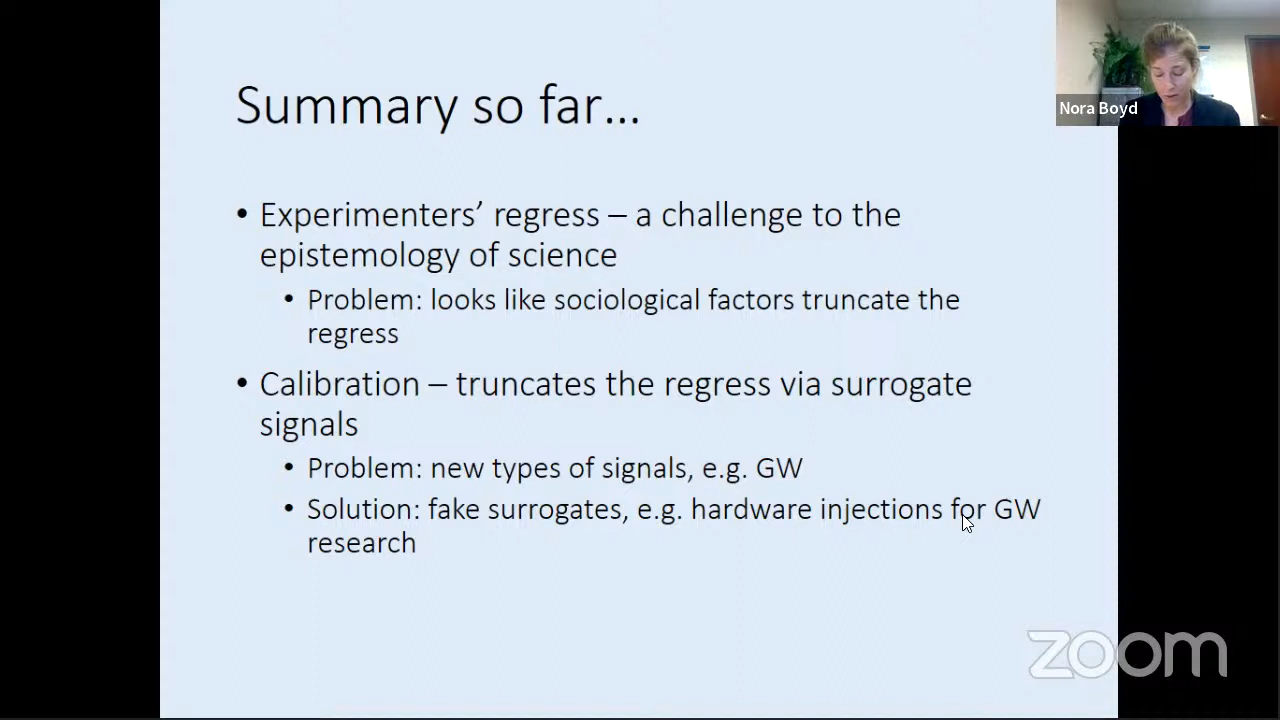 Summary so far…
Nora Boyd
• Experimenters’ regress – a challenge to the
epistemology of science
• Problem: looks like sociological factors truncate the
regress
• Calibration – truncates the regress via surrogate
signals
• Problem: new types of signals, e.g. GW
• Solution: fake surrogates, e.g. hardware injections for GW
research
zoom